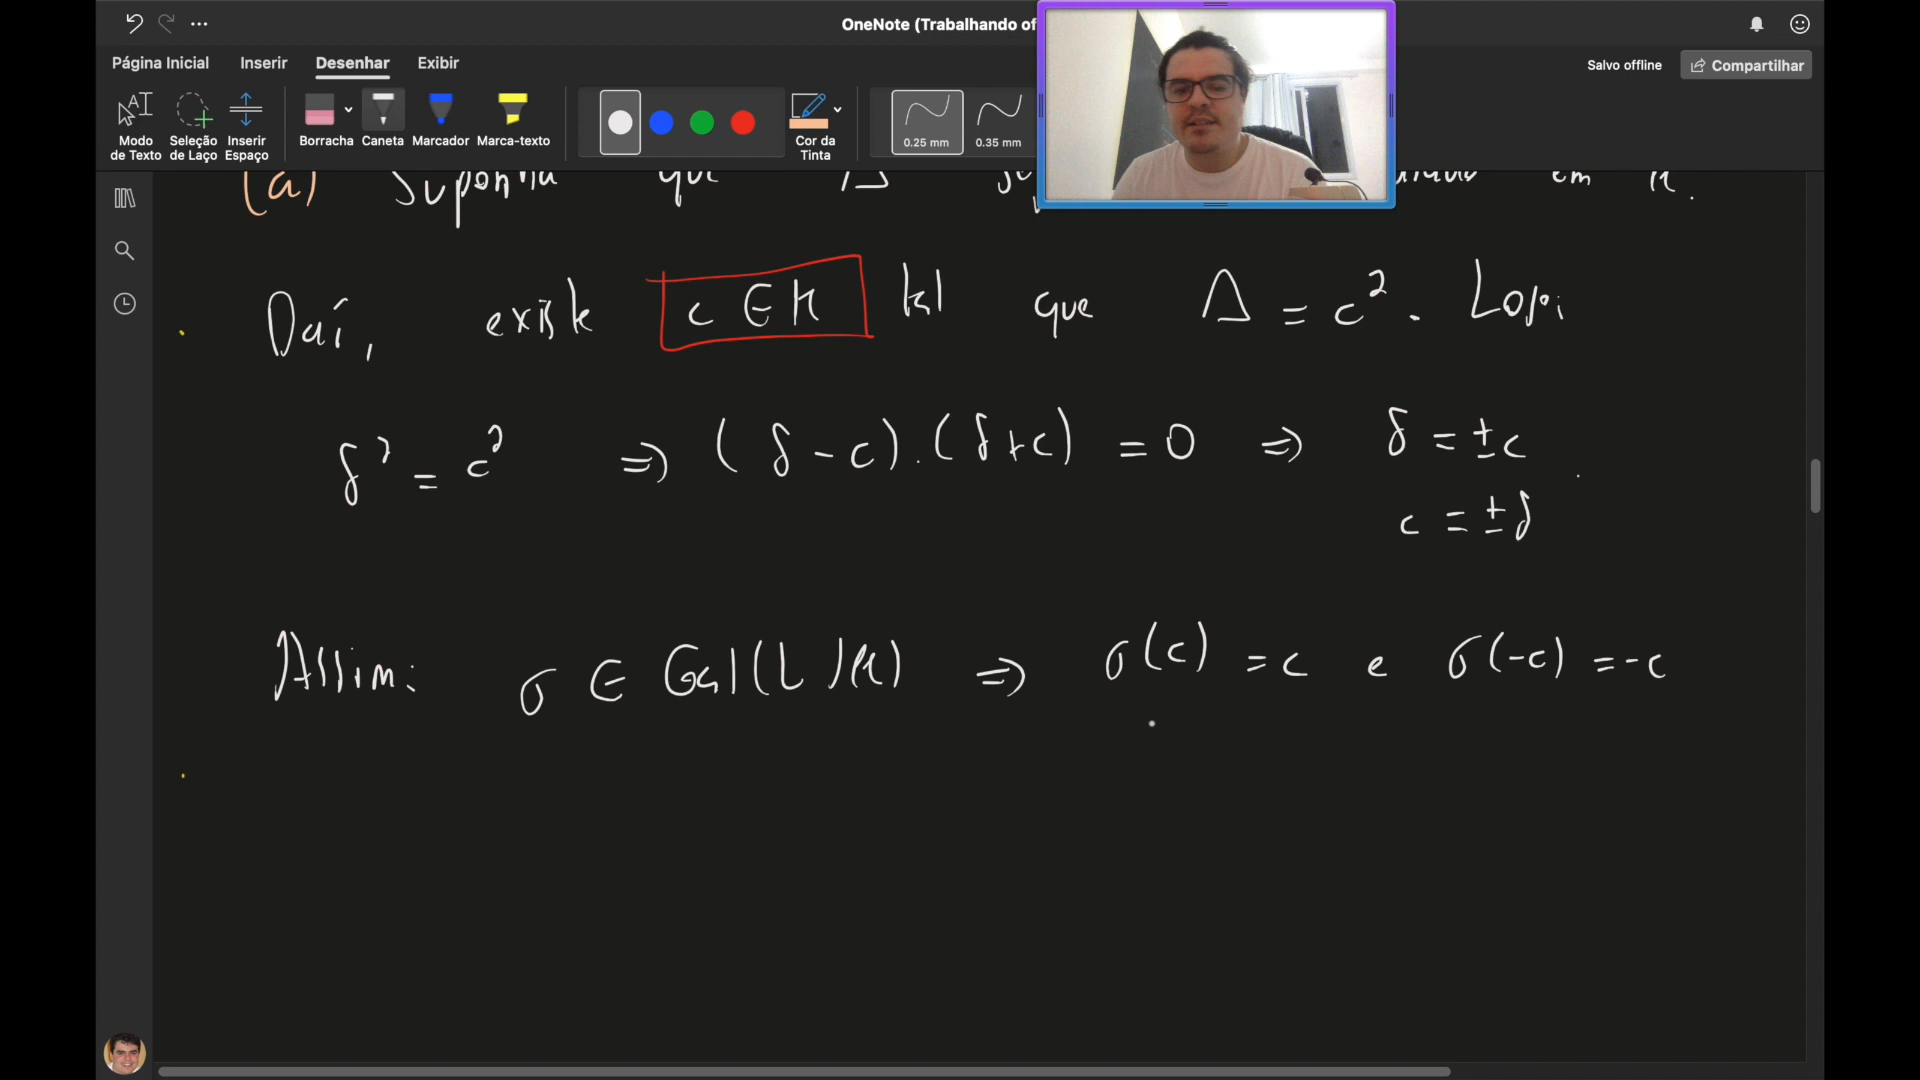 OneNote (Trabalhando of
Página Inicial Inserir Desenhar Exibir
Salvo offline Compartilhar
Modo de Texto Seleção de Laço Inserir Espaço Borracha Caneta Marcador Marca-texto Cor da Tinta 0.25 mm 0.35 mm
(a) Suponha que Δ em K.
Daí, existe c ∈ K tal que Δ = c². Logo:
δ² = c² ⇒ (δ - c).(δ + c) = 0 ⇒ δ = ±c
c = ±δ
Assim: σ ∈ Gal(L/K) ⇒ σ(c) = c e σ(-c) = -c